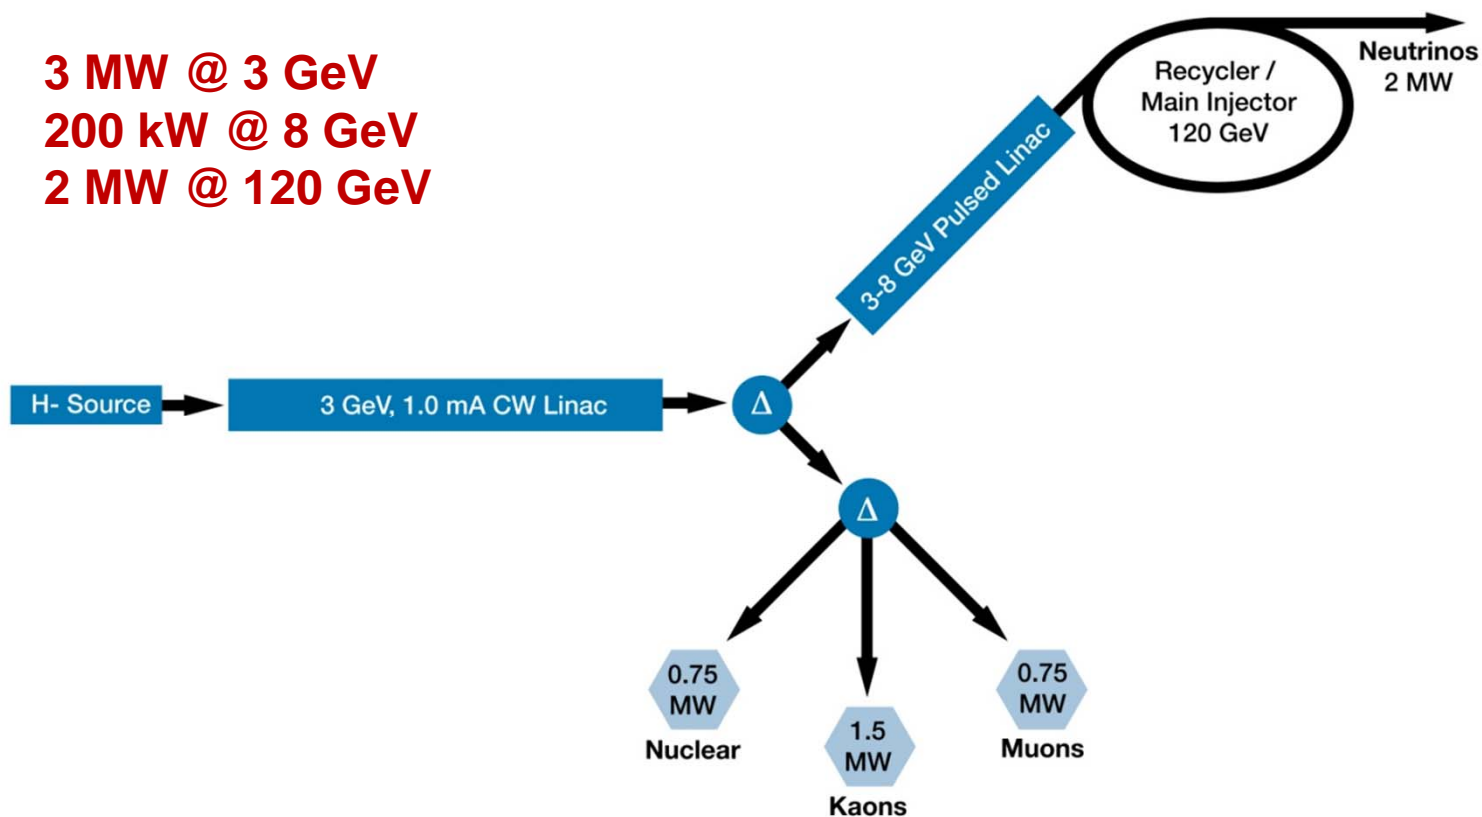 3 MW @ 3 GeV
200 kW @ 8 GeV
2 MW @ 120 GeV
Recycler /
Main Injector
120 GeV
Neutrinos
2 MW
3-8 GeV Pulsed Linac
H- Source
3 GeV, 1.0 mA CW Linac
Δ
Δ
0.75
MW
Nuclear
1.5
MW
Kaons
0.75
MW
Muons